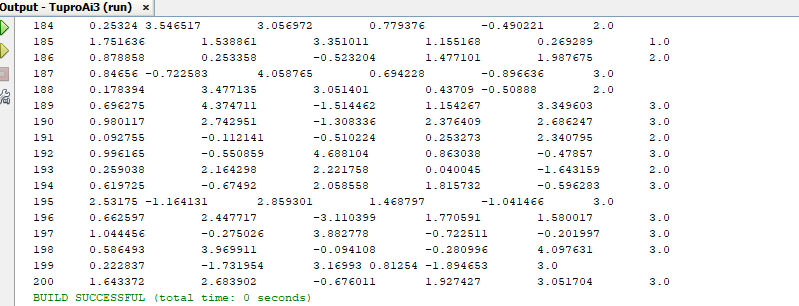 Output - TuproAi3 (run)
184 0.25324 3.546517 3.056972 0.779376 -0.490221 2.0
185 1.751636 1.538861 3.351011 1.155168 0.269289 1.0
186 0.878858 0.253358 -0.523204 1.477101 1.987675 2.0
187 0.84656 -0.722583 4.058765 0.694228 -0.896636 3.0
188 0.178394 3.477135 3.051401 0.43709 -0.50888 2.0
189 0.696275 4.374711 -1.514462 1.154267 3.349603 3.0
190 0.980117 2.742951 -1.308336 2.376409 2.686247 3.0
191 0.092755 -0.112141 -0.510224 0.253273 2.340795 2.0
192 0.996165 -0.550859 4.688104 0.863038 -0.47857 3.0
193 0.259038 2.164298 2.221758 0.040045 -1.643159 2.0
194 0.619725 -0.67492 2.058558 1.815732 -0.596283 3.0
195 2.53175 -1.164131 2.859301 1.468797 -1.041466 3.0
196 0.662597 2.447717 -3.110399 1.770591 1.580017 3.0
197 1.044456 -0.275026 3.882778 -0.722511 -0.201997 3.0
198 0.586493 3.969911 -0.094108 -0.280996 4.097631 3.0
199 0.222837 -1.731954 3.16993 0.81254 -1.894653 3.0
200 1.643372 2.683902 -0.676011 1.927427 3.051704 3.0
BUILD SUCCESSFUL (total time: 0 seconds)